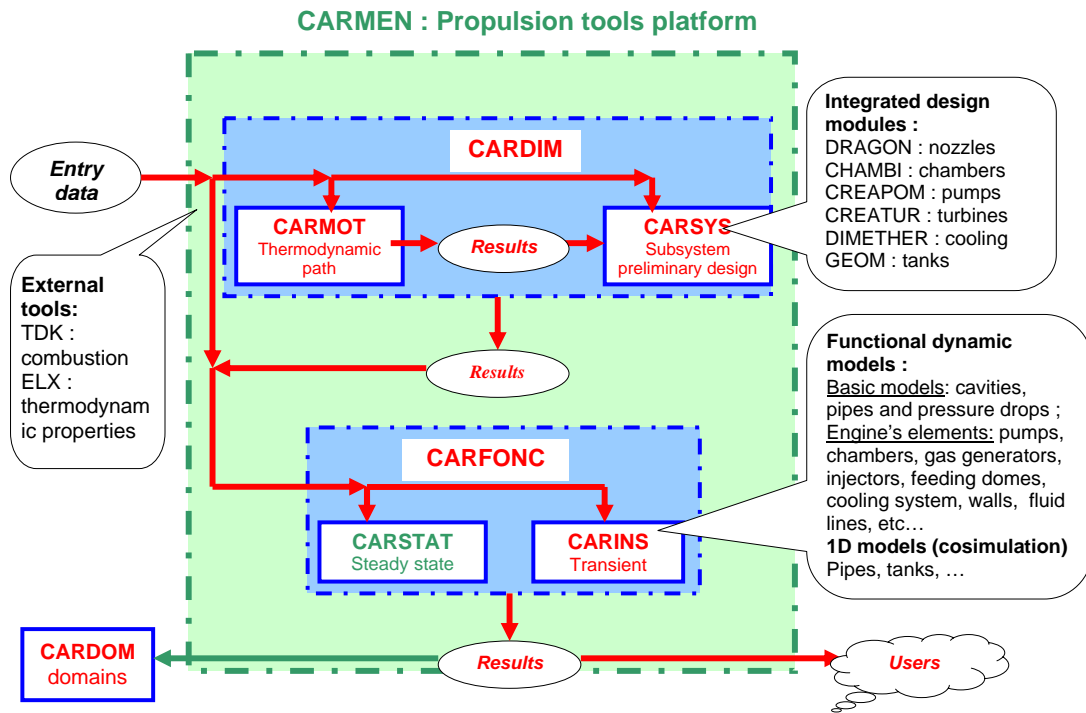 CARMEN : Propulsion tools platform
Entry
data
External
tools:
TDK :
combustion
ELX :
thermodynam
ic properties
CARDIM
CARMOT
Thermodynamic
path
Results
CARSYS
Subsystem
preliminary design
Integrated design
modules :
DRAGON : nozzles
CHAMBI : chambers
CREAPOM : pumps
CREATUR : turbines
DIMETHER : cooling
GEOM : tanks
Results
CARFONC
CARSTAT
Steady state
CARINS
Transient
Functional dynamic
models :
Basic models: cavities,
pipes and pressure drops ;
Engine's elements: pumps,
chambers, gas generators,
injectors, feeding domes,
cooling system, walls, fluid
lines, etc…
1D models (cosimulation)
Pipes, tanks, …
CARDOM
domains
Results
Users